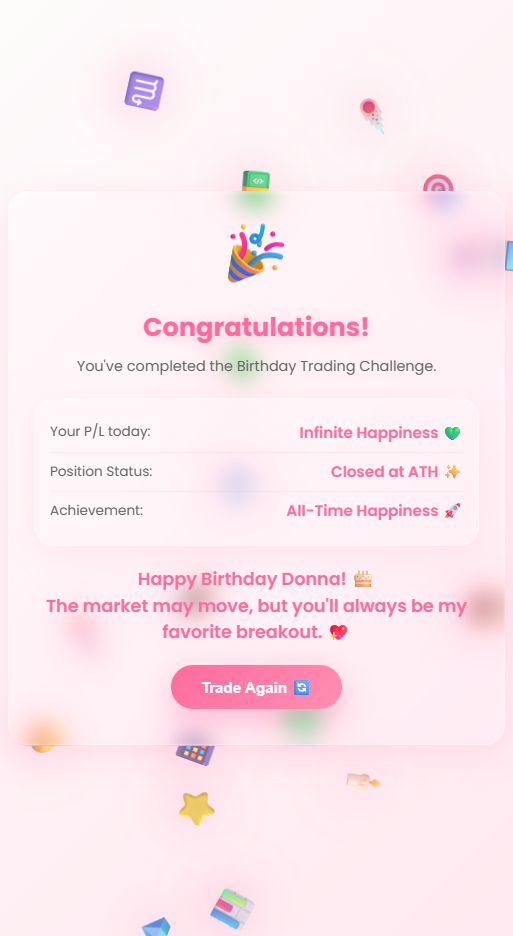 Congratulations!
You've completed the Birthday Trading Challenge.
Your P/L today: Infinite Happiness 💚
Position Status: Closed at ATH ✨
Achievement: All-Time Happiness 🚀
Happy Birthday Donna! 🎂
The market may move, but you'll always be my
favorite breakout. 💖
Trade Again 🔄